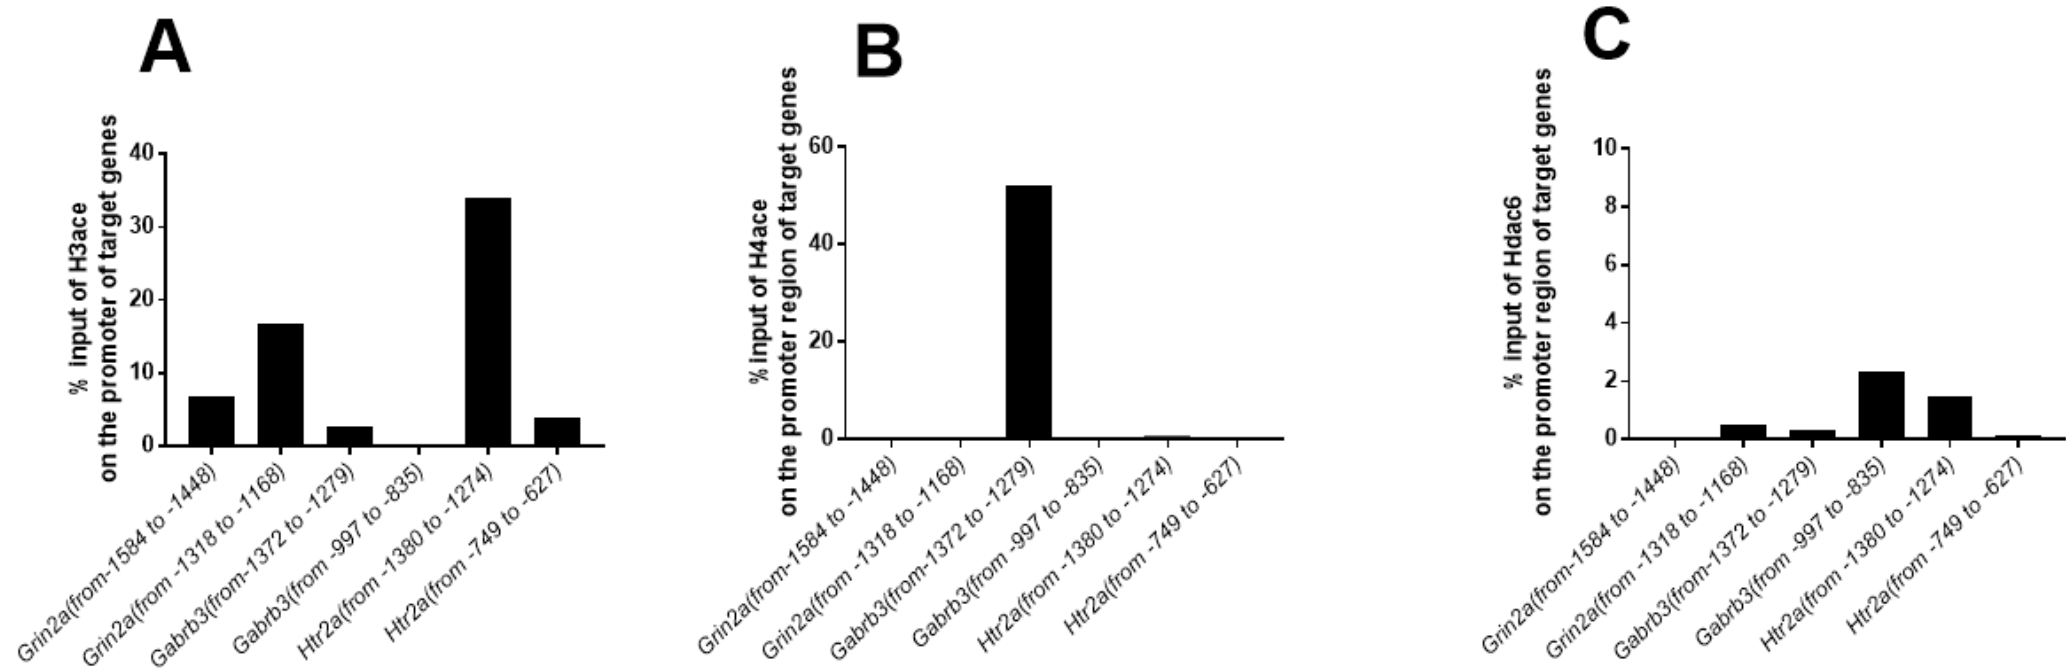 A
% input of H3ace
on the promoter of target genes
40
30
20
10
0
Grin2a(from-1584 to -1448)
Grin2a(from -1318 to -1168)
Gabrb3(from-1372 to -1279)
Gabrb3(from -997 to -835)
Htr2a(from -1380 to -1274)
Htr2a(from -749 to -627)
B
% input of H4ace
on the promoter region of target genes
60
40
20
0
Grin2a(from-1584 to -1448)
Grin2a(from -1318 to -1168)
Gabrb3(from-1372 to -1279)
Gabrb3(from -997 to -835)
Htr2a(from -1380 to -1274)
Htr2a(from -749 to -627)
C
% input of Hdac6
on the promoter region of target genes
10
8
6
4
2
0
Grin2a(from-1584 to -1448)
Grin2a(from -1318 to -1168)
Gabrb3(from-1372 to -1279)
Gabrb3(from -997 to -835)
Htr2a(from -1380 to -1274)
Htr2a(from -749 to -627)